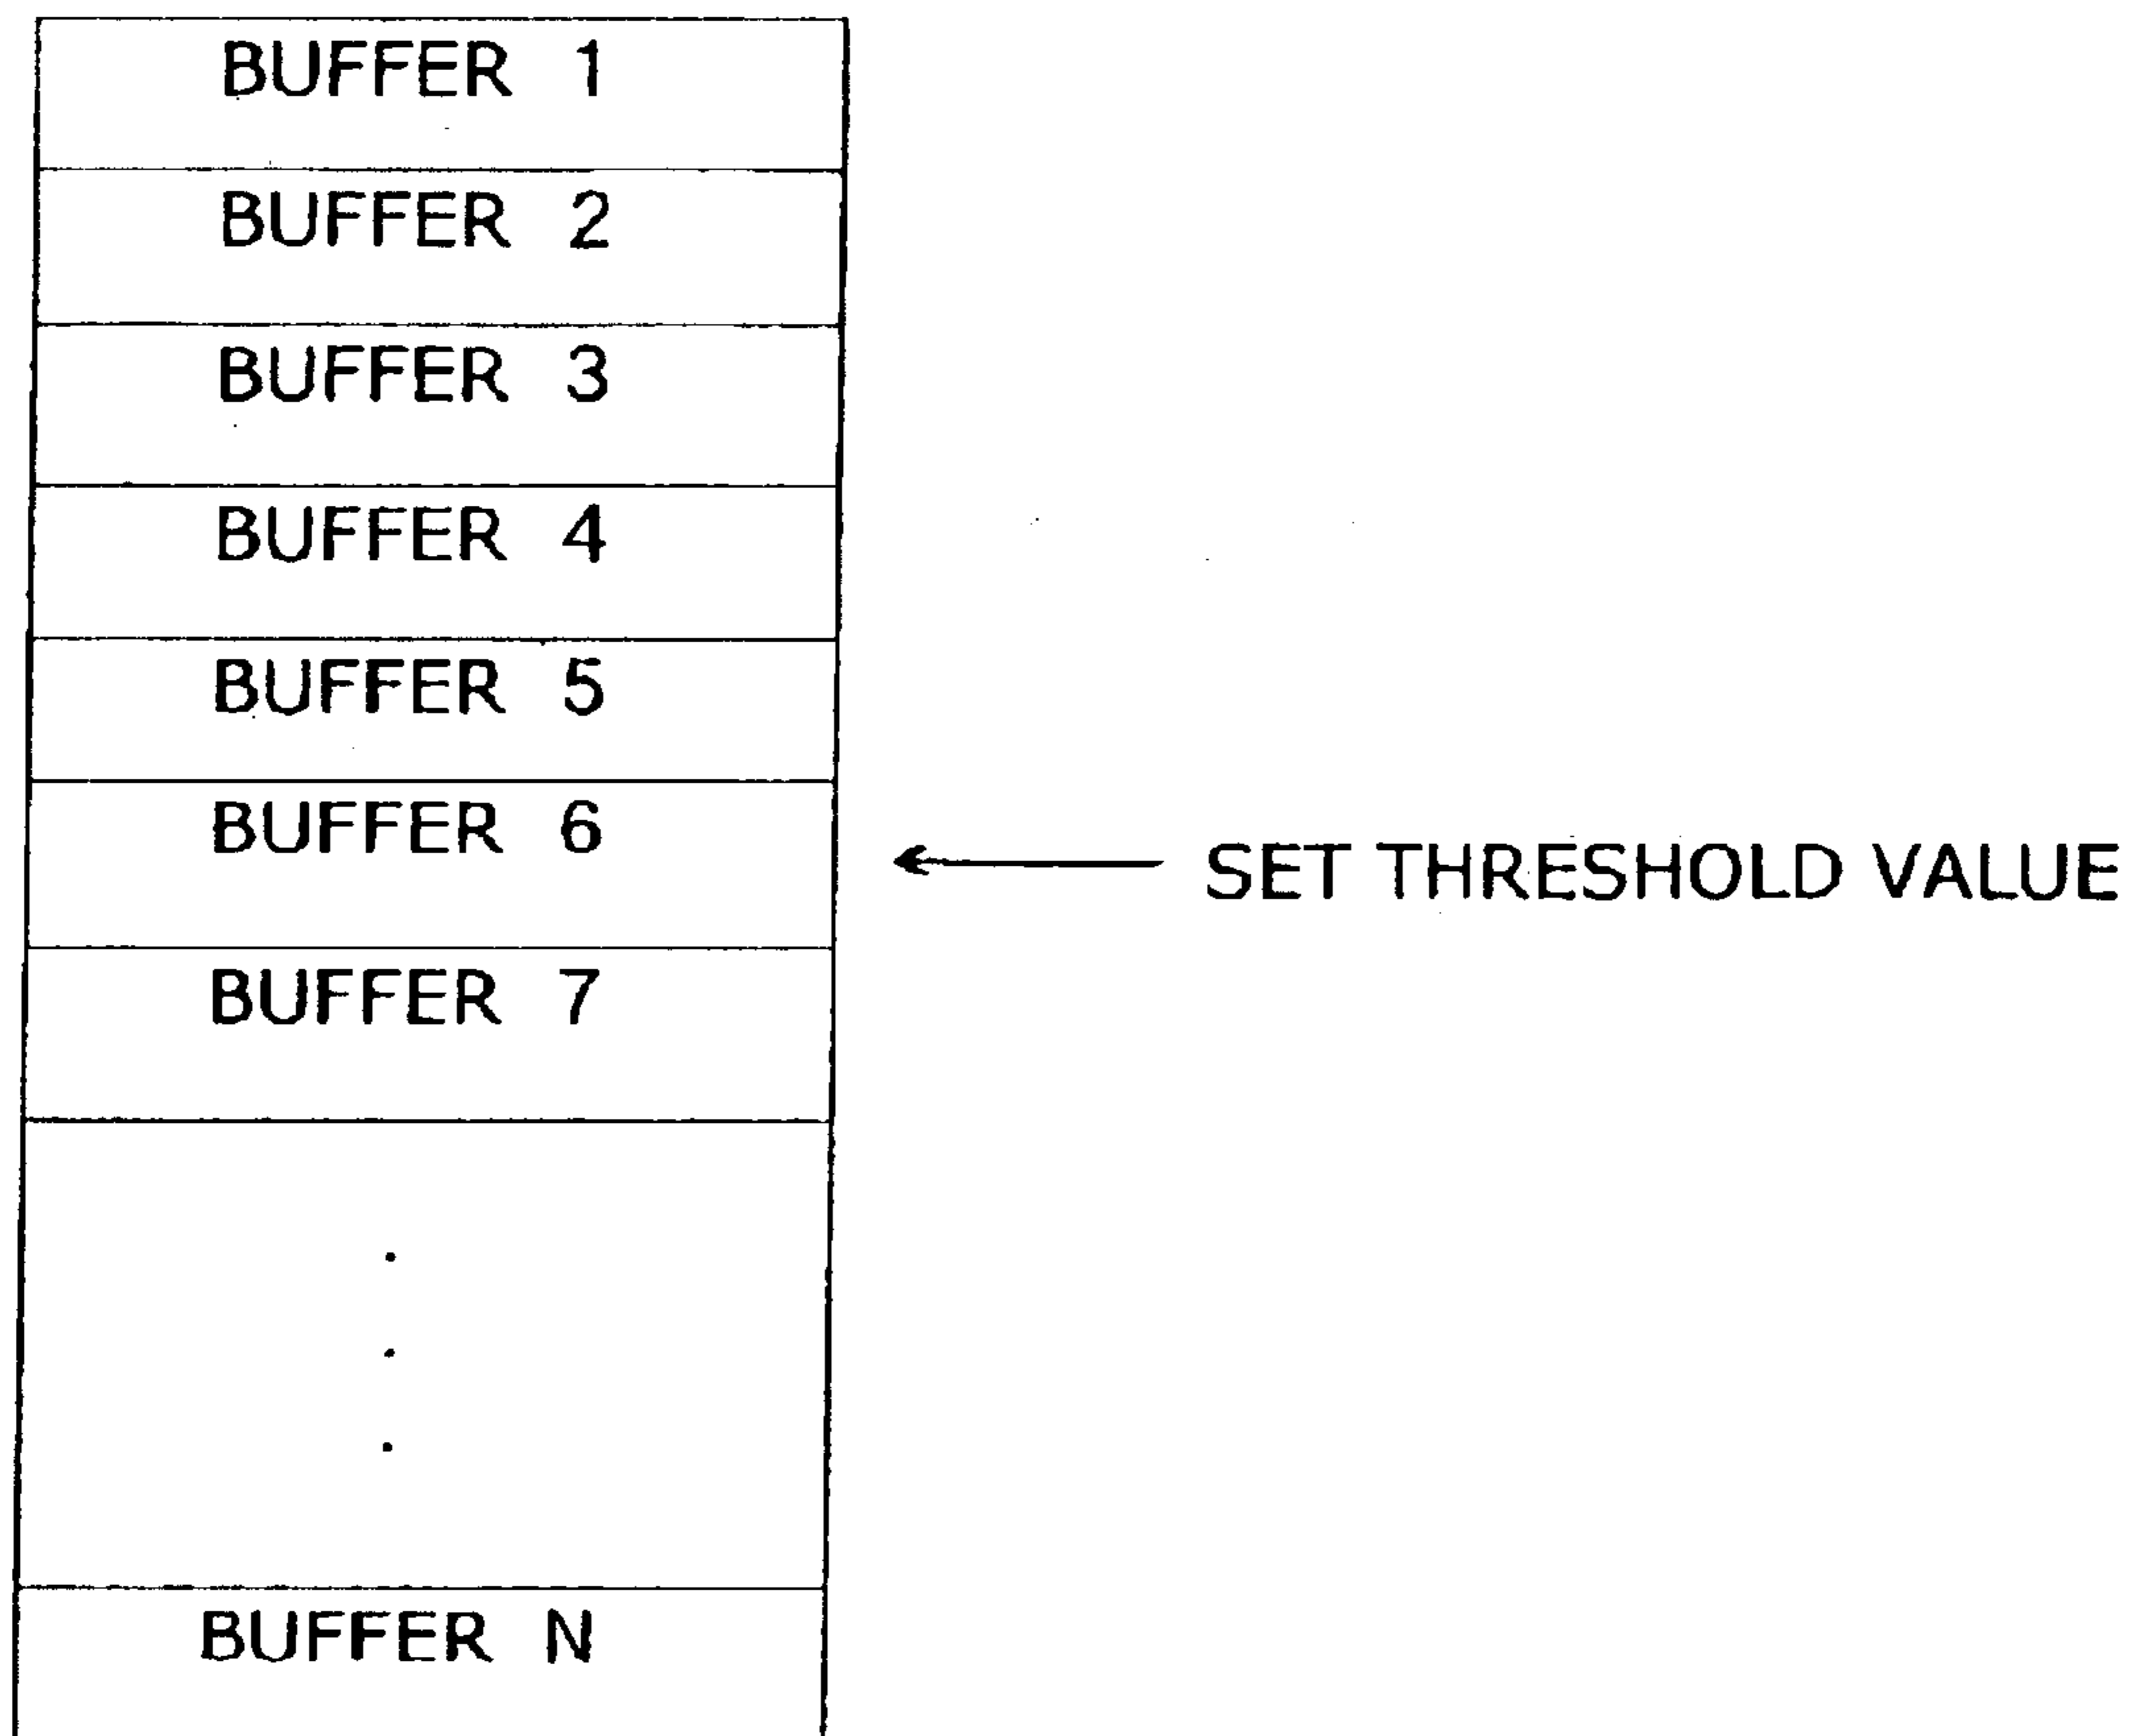 BUFFER 1
BUFFER 2
BUFFER 3
BUFFER 4
BUFFER 5
BUFFER 6
SET THRESHOLD VALUE
BUFFER 7
BUFFER N